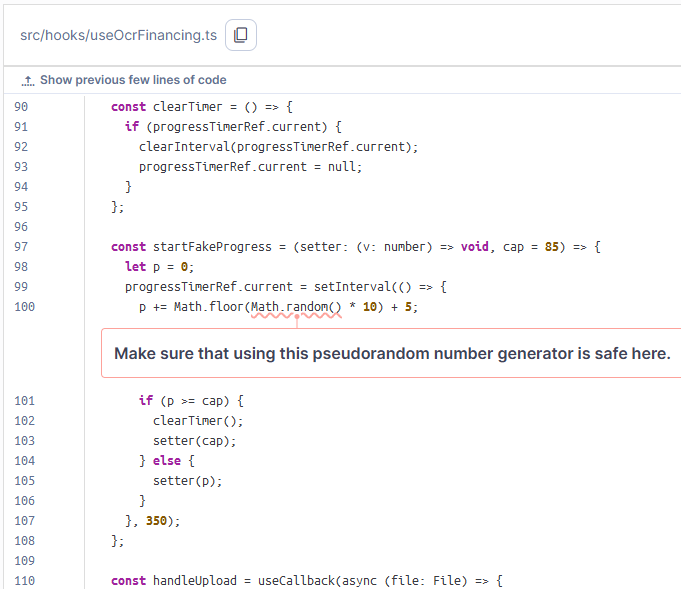 src/hooks/useOcrFinancing.ts
Show previous few lines of code
90 const clearTimer = () => {
91 if (progressTimerRef.current) {
92 clearInterval(progressTimerRef.current);
93 progressTimerRef.current = null;
94 }
95 };
96
97 const startFakeProgress = (setter: (v: number) => void, cap = 85) => {
98 let p = 0;
99 progressTimerRef.current = setInterval(() => {
100 p += Math.floor(Math.random() * 10) + 5;
Make sure that using this pseudorandom number generator is safe here.
101 if (p >= cap) {
102 clearTimer();
103 setter(cap);
104 } else {
105 setter(p);
106 }
107 }, 350);
108 };
109
110 const handleUpload = useCallback(async (file: File) => {